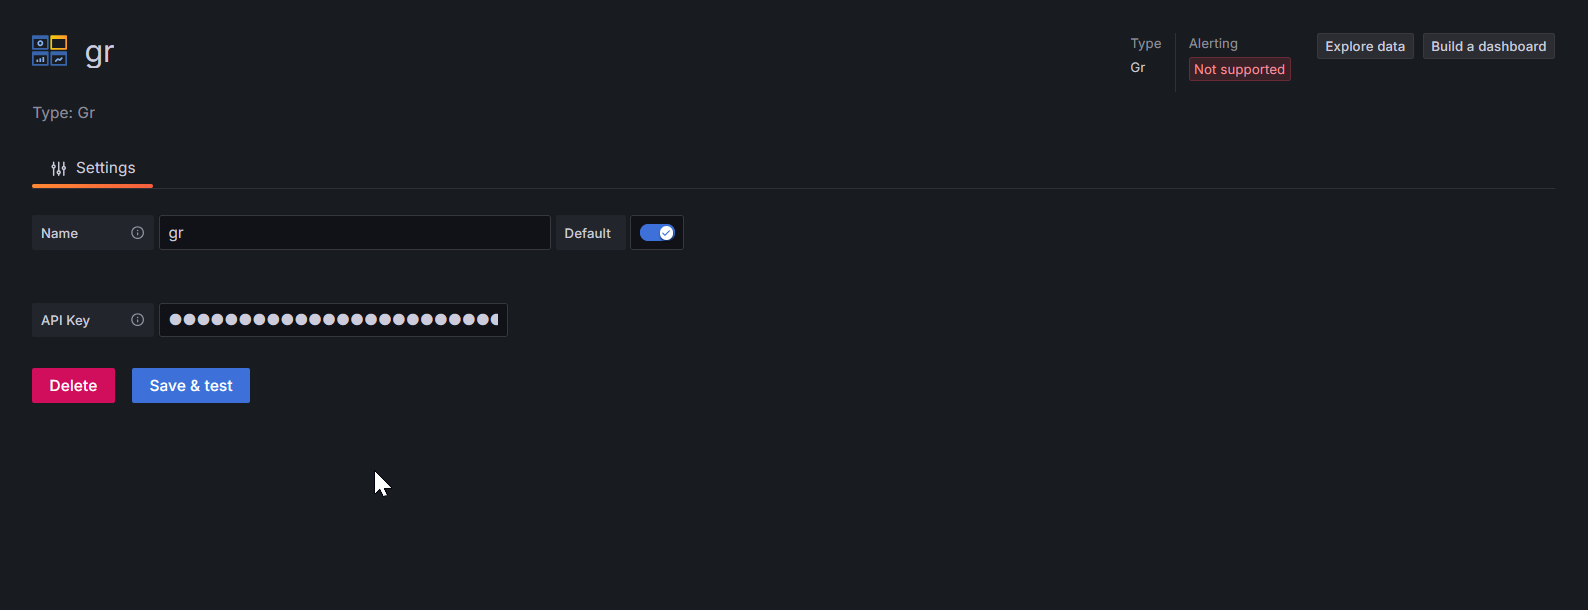 gr
Type
Gr
Alerting
Not supported
Explore data
Build a dashboard
Type: Gr
Settings
Name
gr
Default
API Key
Delete
Save & test